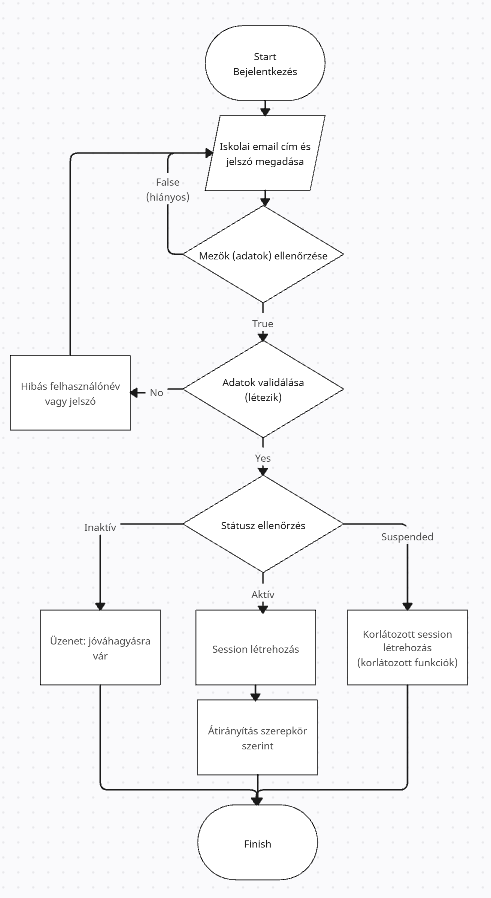 Start
Bejelentkezés
Iskolai email cím és
jelszó megadása
False
(hiányos)
Mezők (adatok) ellenőrzése
True
Adatok validálása
(létezik)
No
Hibás felhasználónév
vagy jelszó
Yes
Státusz ellenőrzés
Inaktív
Suspended
Aktív
Üzenet: jóváhagyásra
vár
Session létrehozás
Korlátozott session
létrehozás
(korlátozott funkciók)
Átirányítás szerepkör
szerint
Finish